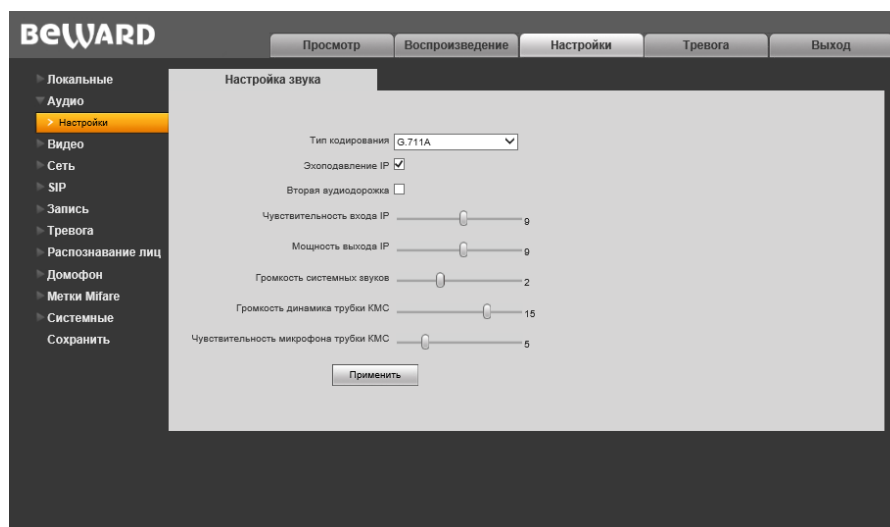 BEWARD
Просмотр
Воспроизведение
Настройки
Тревога
Выход
Локальные
Аудио
> Настройки
Видео
Сеть
SIP
Запись
Тревога
Распознавание лиц
Домофон
Метки Mifare
Системные
Сохранить
Настройка звука
Тип кодирования G.711A
Эхоподавление IP
Вторая аудиодорожка
Чувствительность входа IP 9
Мощность выхода IP 9
Громкость системных звуков 2
Громкость динамика трубки КМС 15
Чувствительность микрофона трубки КМС 5
Применить